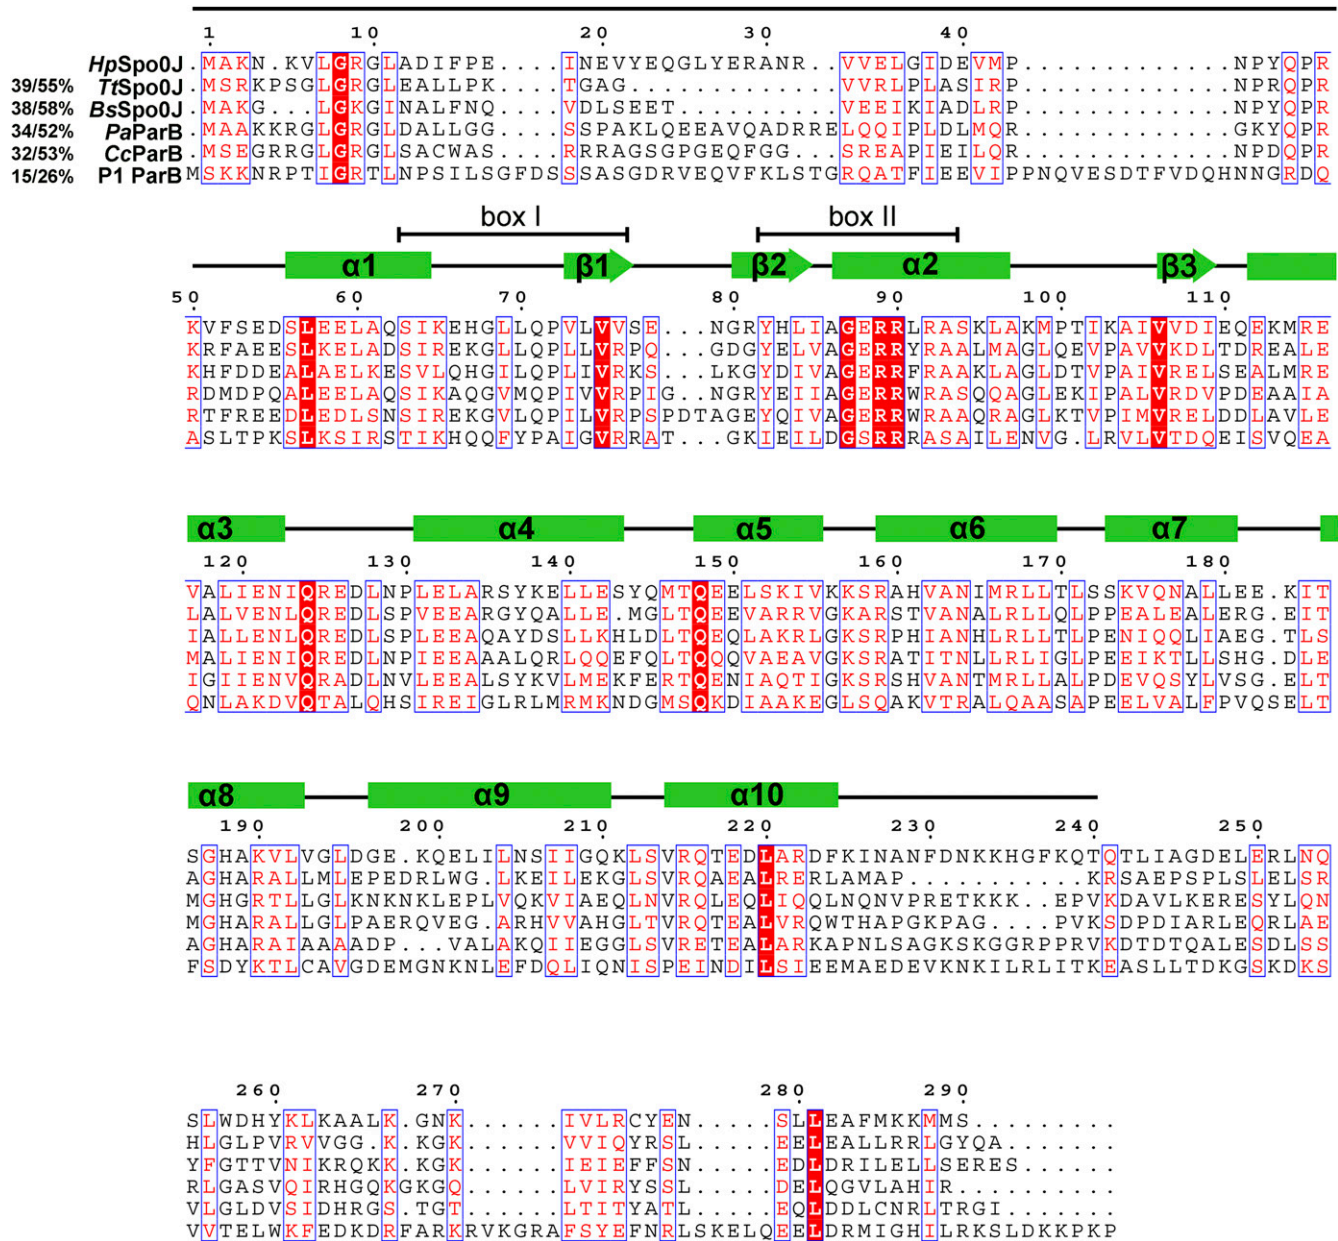 1 10 20 30 40
HpSpo0J .MAKN.KVLGRGLADIFPE....INEVYEQGLYERANR..VVELGIDEVMP.............NPYQPR
39/55% TtSpo0J .MSRKPSGLGRGLEALLPK....TGAG.............VVRLPLASIRP.............NPRQPR
38/58% BsSpo0J .MAKG...LGKGINALFNQ....VDLSEET..........VEEIKIADLRP.............NPYQPR
34/52% PaParB .MAAKKRGLGRGLDALLGG....SSPAKLQEEAVQADRRELQQIPLDLMQR.............GKYQPR
32/53% CcParB .MSEGRRGLGRGLSACWAS....RRRAGSGPGEQFGG...SREAPIEILQR.............NPDQPR
15/26% P1 ParB MSKKNRPTIGRTLNPSILSGFDSSSASGDRVEQVFKLSTGRQATFIEEVIPPNQVESDTFVDQHNNGRDQ
box I box II
α1 β1 β2 α2 β3
50 60 70 80 90 100 110
KVFSEDSLEELAQSIKEHGLLQPVLVVSE...NGRYHLIAGERRLRASKLAKMPTIKAIVVDIEQEKMRE
KRFAEESLKELADSIREKGLLQPLLVRPQ...GDGYELVAGERRYRAALMAGLQEVPAVVKDLTDREALE
KHFDDEALAELKESVLQHGILQPLIVRKS...LKGYDIVAGERRFRAAKLAGLDTVPAIVRELSEALMRE
RDMDPQALEELAQSIKAQGVMQPIVVRPIG..NGRYEIIAGERRWRASQQAGLEKIPALVRDVPDEAAIA
RTFREEDLEDLSNSIREKGVLQPILVRPSPDTAGEYQIVAGERRWRAAQRAGLKTVPIMVRELDDLAVLE
ASLTPKSLKSIRSTIKHQQFYPAIGVRRAT...GKIEILDGSRRRASAILENVG.LRVLVTDQEISVQEA
α3 α4 α5 α6 α7
120 130 140 150 160 170 180
VALIENIQREDLNPLELARSYKELLESYQMTQEELSKIVKKSRAHVANIMRLLTLSSKVQNALLEE.KIT
LALVENLQREDLSPVEEARGYQALLE.MGLTQEEVARRVGKARSTVANALRLLQLPPEALEALERG.EIT
IALLENLQREDLSPLEEAQAYDSLLKHLDLTQEQLAKRLGKSRPHIANHLRLLTLPENIQQLIAEG.TLS
MALIENIQREDLNPIEEAAALQRLQQEFQLTQQQVAEAVGKSRATITNLLRLIGLPEEIKTLLSHG.DLE
IGIIENVQRADLNVLEEALSYKVLMEKFERTQENIAQTIGKSRSHVANTMRLLALPDEVQSYLVSG.ELT
QNLAKDVQTALQHSIREIGLRLMRMKNDGMSQKDIAAKEGLSQAKVTRALQAASAPEELVALFPVQSELT
α8 α9 α10
190 200 210 220 230 240 250
SGHAKVLVGLDGE.KQELILNSIIGQKLSVRQTEDLARDFKINANFDNKKHGFKQTQTLIAGDELERLNQ
AGHARALLMLEPEDRLWG.LKEILEKGLSVRQAEALRERLAMAP...........KRSAEPSPLSLELSR
MGHGRTLLGLKNKNKLEPLVQKVIAEQLNVRQLEQLIQQLNQNVPRETKKK..EPVKDAVLKERESYLQN
MGHARALLGLPAERQVEG.ARHVVAHGLTVRQTEALVRQWTHAPGKPAG....PVKSDPDIARLEQRLAE
AGHARAIAAAADP...VALAKQIIEGGLSVRETEALARKAPNLSAGKSKGGRPPRVKDTDTQALESDLSS
FSDYKTLCAVGDEMGNKNLEFDQLIQNISPEINDILSIEEMAEDEVKNKILRLITKEASLLTDKGSKDKS
260 270 280 290
SLWDHYKLKAALK.GNK......IVLRCYEN.....SLLEAFMKKMMS.........
HLGLPVRVVGG.K.KGK......VVIQYRSL.....EELEALLRRLGYQA.......
YFGTTVNIKRQKK.KGK......IEIEFFSN.....EDLDRILELLSERES......
RLGASVQIRHGQKGKGQ......LVIRYSSL.....DELQGVLAHIR..........
VLGLDVSIDHRGS.TGT......LTITYATL.....EQLDDLCNRLTRGI.......
VVTELWKFEDKDRFARKRVKGRAFSYEFNRLSKELQEELDRMIGHILRKSLDKKPKP